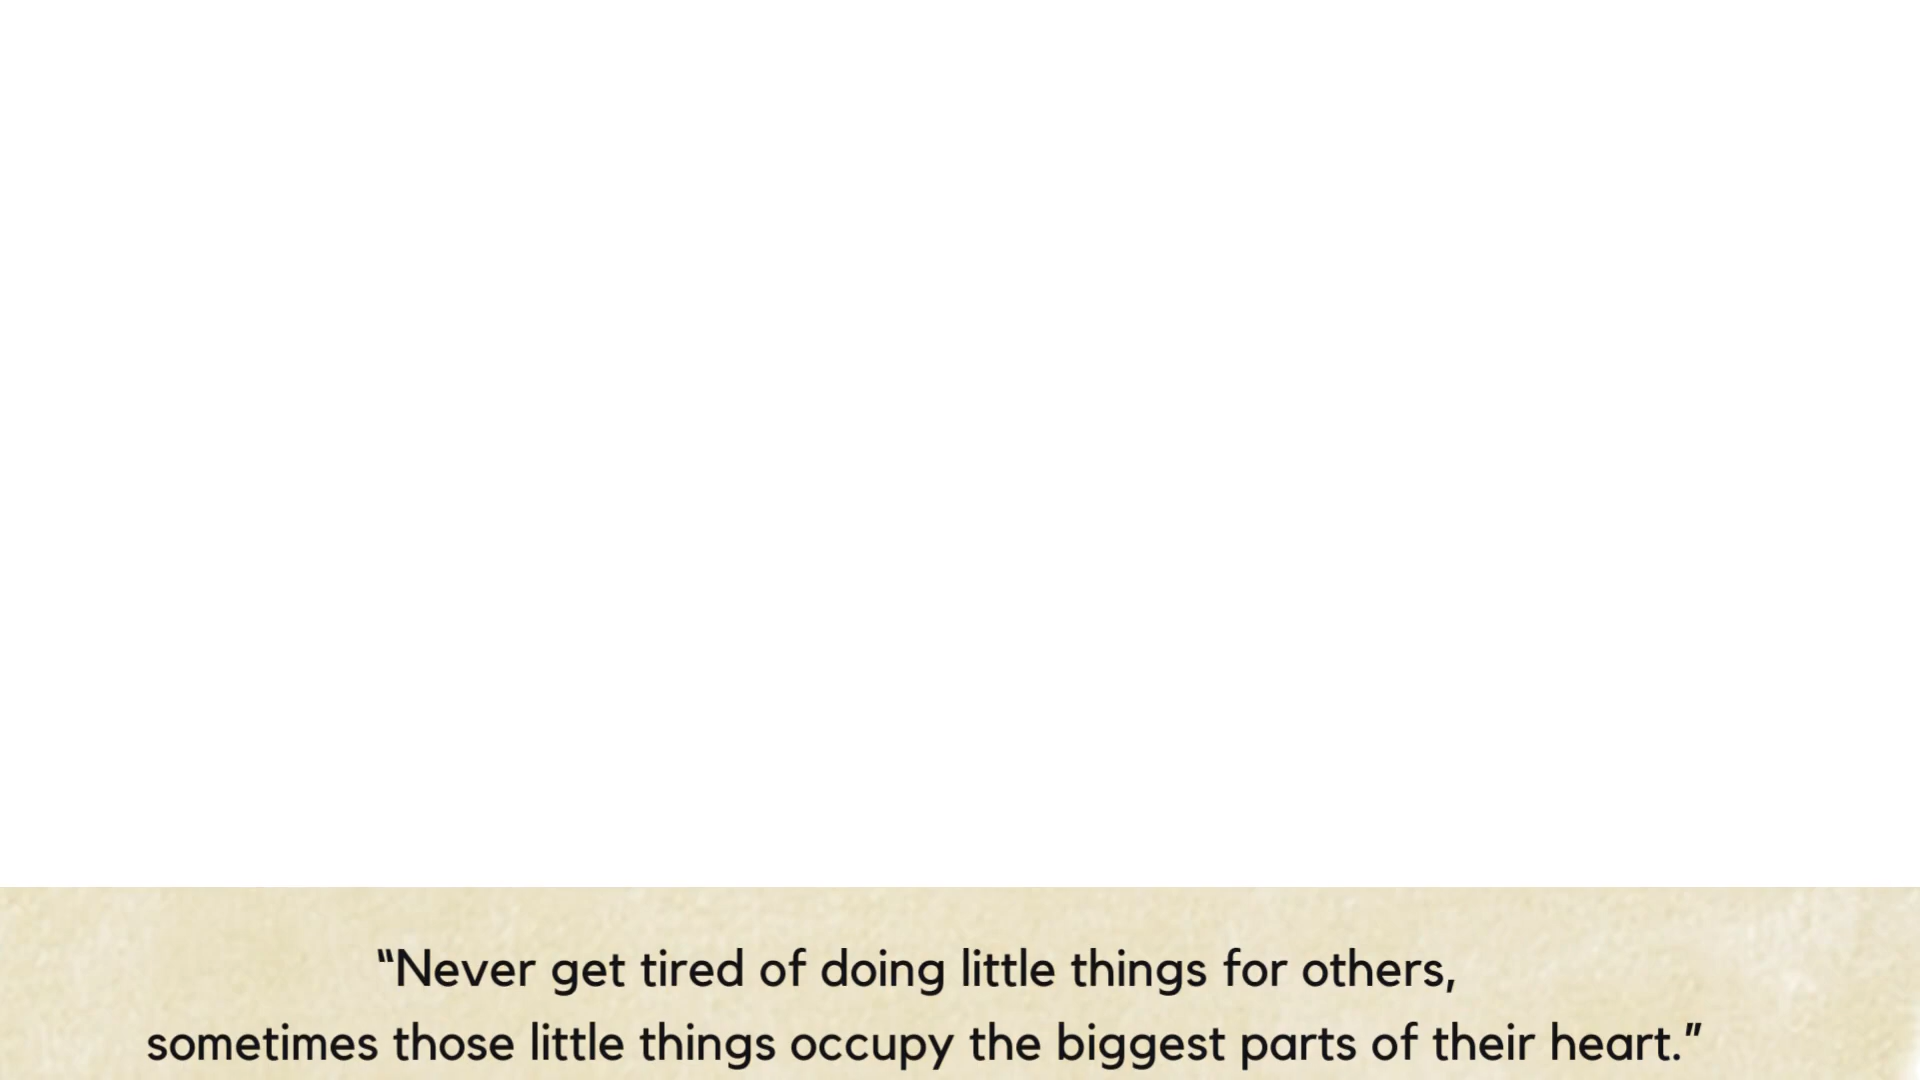 “Never get tired of doing little things for others,
sometimes those little things occupy the biggest parts of their heart.”